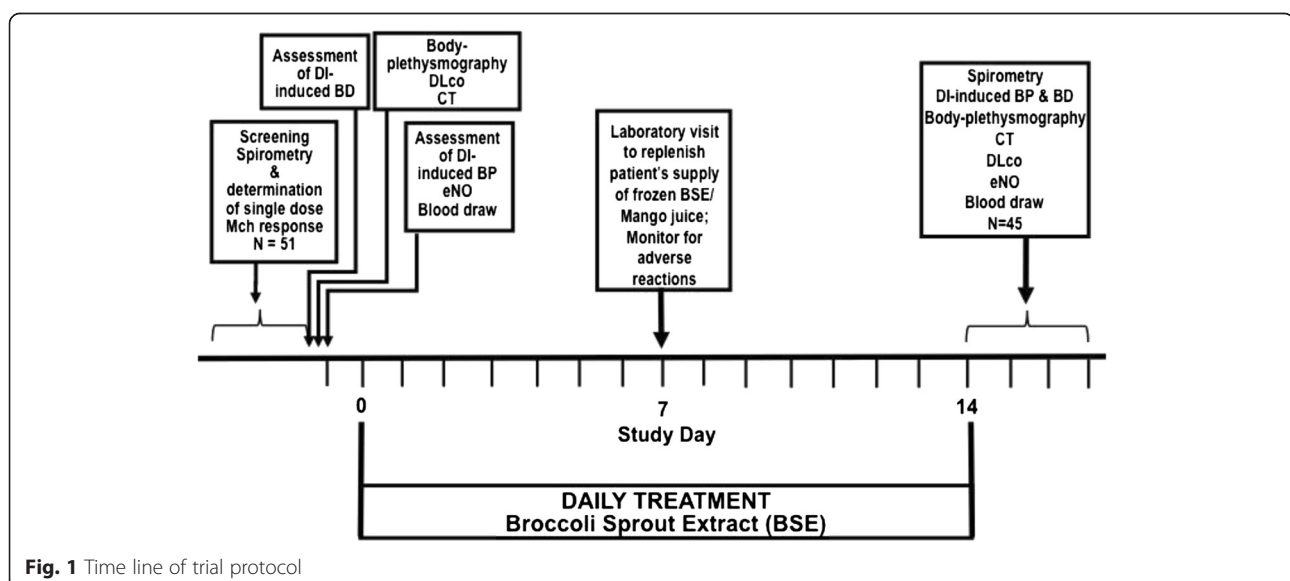 Assessment
of DI-
induced BD
Body-
plethysmography
DLco
CT
Screening
Spirometry
&
determination
of single dose
Mch response
N = 51
Assessment
of DI-
induced BP
eNO
Blood draw
Laboratory visit
to replenish
patient's supply
of frozen BSE/
Mango juice;
Monitor for
adverse
reactions
Spirometry
DI-induced BP & BD
Body-plethysmography
CT
DLco
eNO
Blood draw
N=45
0
7
14
Study Day
DAILY TREATMENT
Broccoli Sprout Extract (BSE)
Fig. 1 Time line of trial protocol